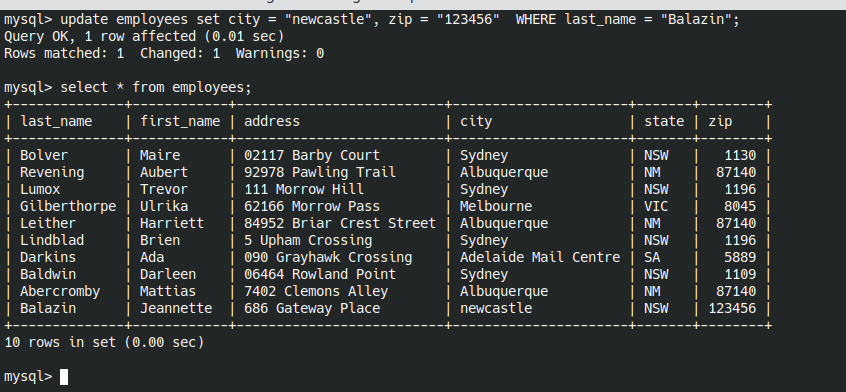 mysql> update employees set city = "newcastle", zip = "123456"  WHERE last_name = "Balazin";
Query OK, 1 row affected (0.01 sec)
Rows matched: 1  Changed: 1  Warnings: 0
mysql> select * from employees;
+-------------+------------+--------------------------+----------------------+-------+--------+
| last_name    | first_name | address                  | city                 | state | zip    |
+-------------+------------+--------------------------+----------------------+-------+--------+
| Bolver       | Maire      | 02117 Barby Court        | Sydney               | NSW   |   1130 |
| Revening     | Aubert     | 92978 Pawling Trail      | Albuquerque          | NM    |  87140 |
| Lumox        | Trevor     | 111 Morrow Hill          | Sydney               | NSW   |   1196 |
| Gilberthorpe | Ulrika     | 62166 Morrow Pass        | Melbourne            | VIC   |   8045 |
| Leither      | Harriett   | 84952 Briar Crest Street | Albuquerque          | NM    |  87140 |
| Lindblad     | Brien      | 5 Upham Crossing         | Sydney               | NSW   |   1196 |
| Darkins      | Ada        | 090 Grayhawk Crossing    | Adelaide Mail Centre | SA    |   5889 |
| Baldwin      | Darleen    | 06464 Rowland Point      | Sydney               | NSW   |   1109 |
| Abercromby   | Mattias    | 7402 Clemons Alley       | Albuquerque          | NM    |  87140 |
| Balazin      | Jeannette  | 686 Gateway Place        | newcastle            | NSW   | 123456 |
+-------------+------------+--------------------------+----------------------+-------+--------+
10 rows in set (0.00 sec)
mysql>